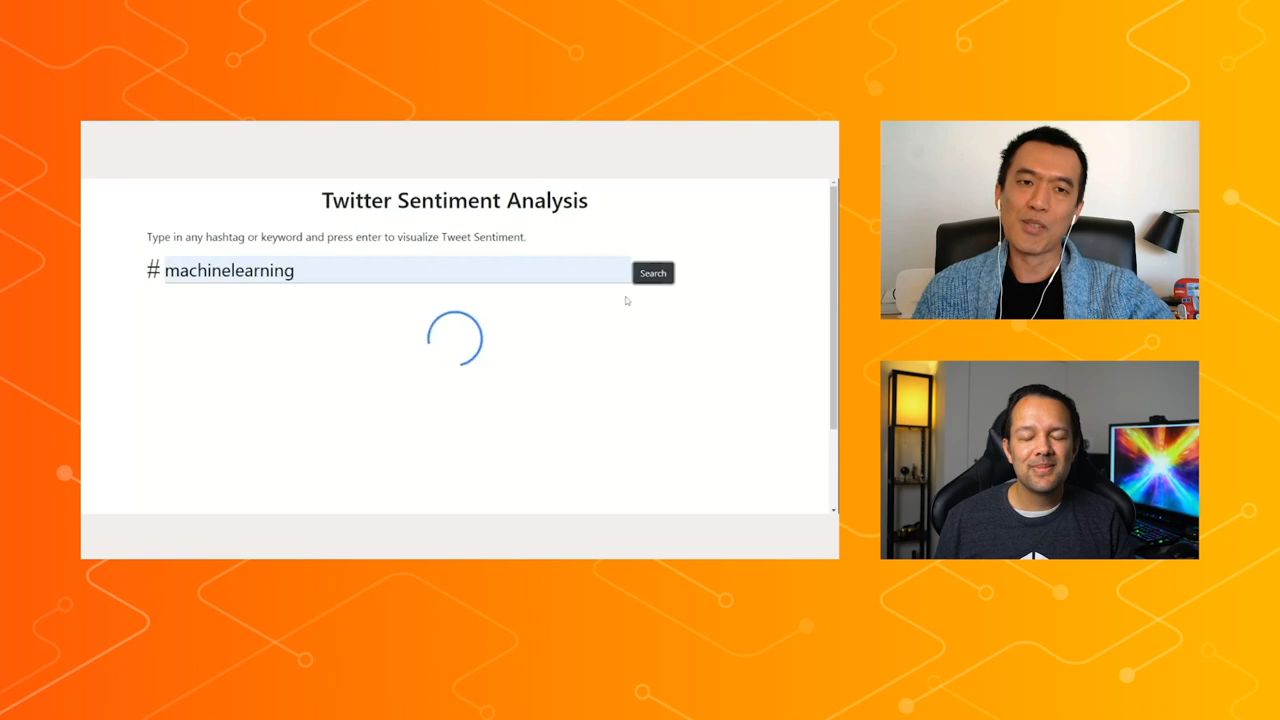 Twitter Sentiment Analysis
Type in any hashtag or keyword and press enter to visualize Tweet Sentiment.
# machinelearning
Search